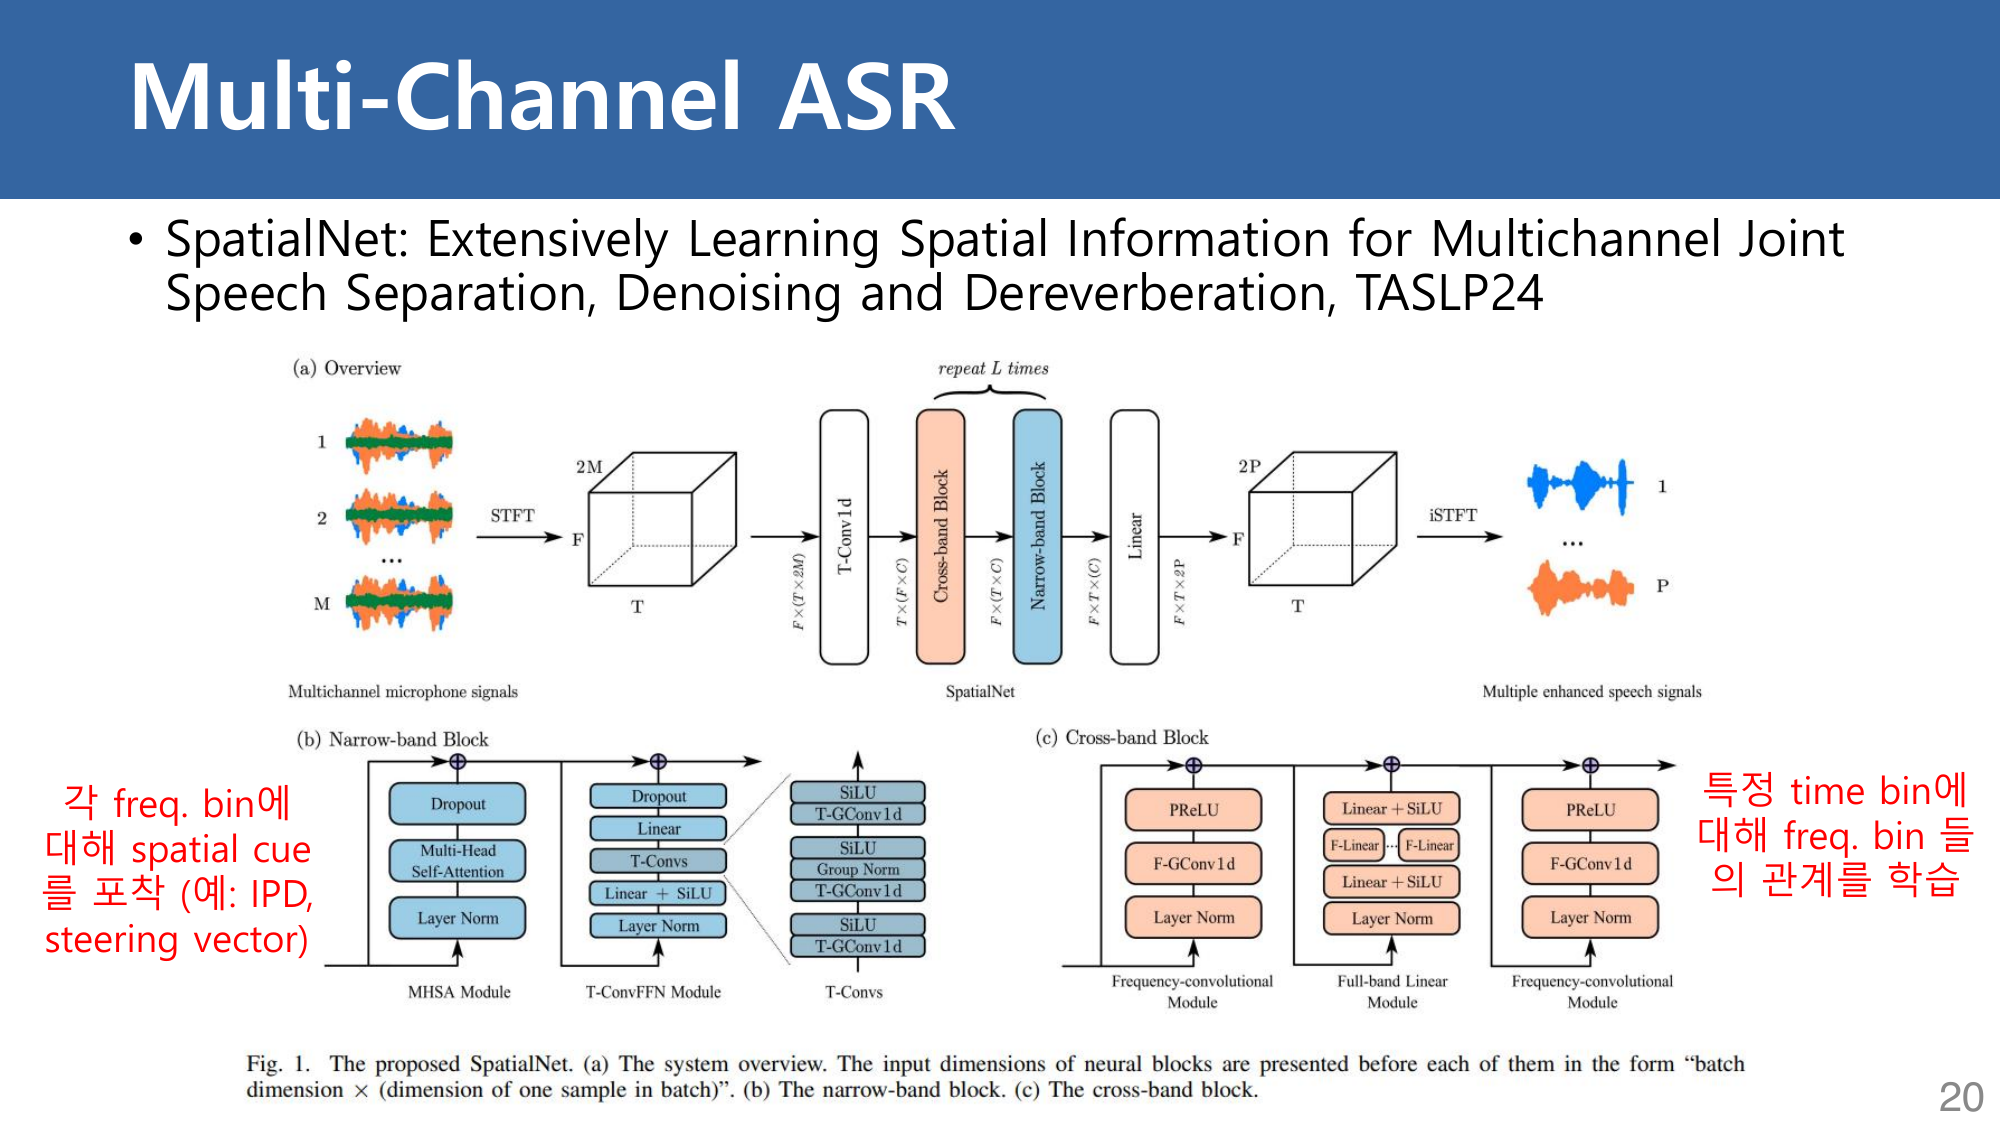 Multi-Channel ASR
• SpatialNet: Extensively Learning Spatial Information for Multichannel Joint
Speech Separation, Denoising and Dereverberation, TASLP24
(a) Overview
repeat L times
1
2
...
M
STFT
2M
F
T
F×(T×2M)
T-Conv1d
T×(F×C)
Cross-band Block
F×(T×C)
Narrow-band Block
F×T×(C)
Linear
F×T×2P
2P
F
T
iSTFT
1
...
P
Multichannel microphone signals
SpatialNet
Multiple enhanced speech signals
(b) Narrow-band Block
각 freq. bin에
대해 spatial cue
를 포착 (예: IPD,
steering vector)
Dropout
Multi-Head
Self-Attention
Layer Norm
MHSA Module
Dropout
Linear
T-Convs
Linear + SiLU
Layer Norm
T-ConvFFN Module
SiLU
T-GConv1d
SiLU
Group Norm
T-GConv1d
SiLU
T-GConv1d
T-Convs
(c) Cross-band Block
PReLU
F-GConv1d
Layer Norm
Frequency-convolutional
Module
Linear + SiLU
F-Linear ... F-Linear
Linear + SiLU
Layer Norm
Full-band Linear
Module
PReLU
F-GConv1d
Layer Norm
Frequency-convolutional
Module
특정 time bin에
대해 freq. bin 들
의 관계를 학습
Fig. 1. The proposed SpatialNet. (a) The system overview. The input dimensions of neural blocks are presented before each of them in the form “batch
dimension × (dimension of one sample in batch)”. (b) The narrow-band block. (c) The cross-band block.
20